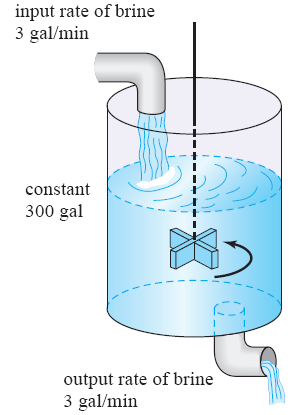 input rate of brine
3 gal/min
constant
300 gal
output rate of brine
3 gal/min